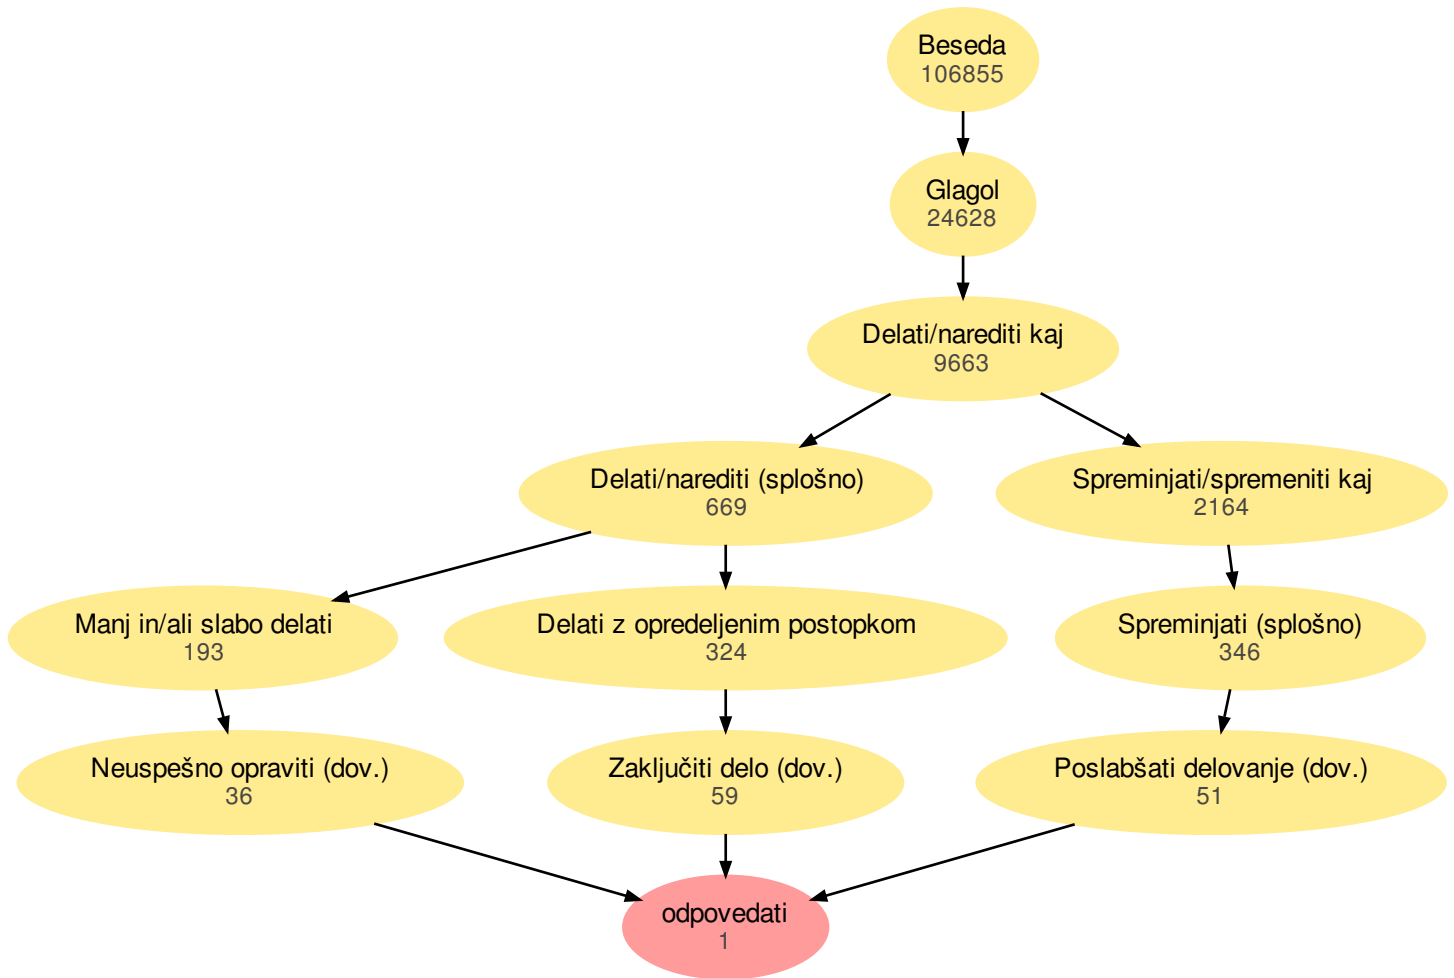 Beseda
106855
Glagol
24628
Delati/narediti kaj
9663
Delati/narediti (splošno)
669
Spreminjati/spremeniti kaj
2164
Manj in/ali slabo delati
193
Delati z opredeljenim postopkom
324
Spreminjati (splošno)
346
Neuspešno opraviti (dov.)
36
Zaključiti delo (dov.)
59
Poslabšati delovanje (dov.)
51
odpovedati
1